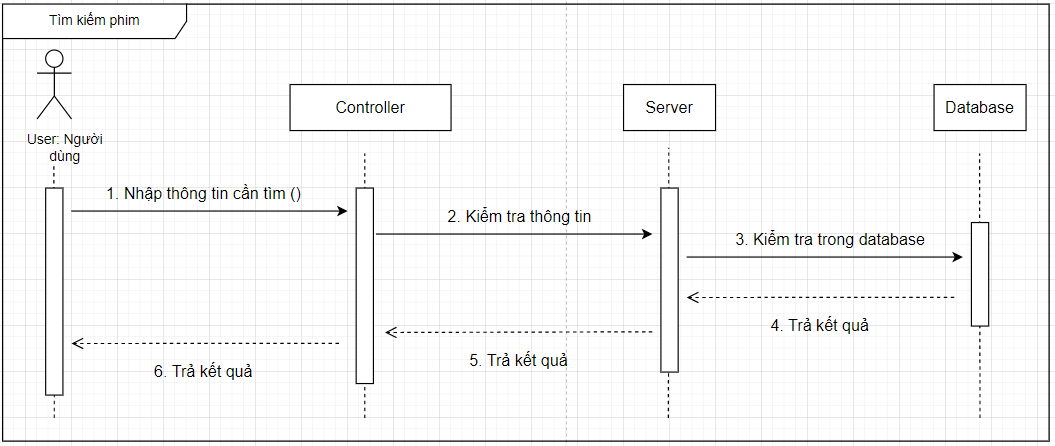 Tìm kiếm phim
User: Người
dùng
Controller
Server
Database
1. Nhập thông tin cần tìm ()
2. Kiểm tra thông tin
3. Kiểm tra trong database
4. Trả kết quả
5. Trả kết quả
6. Trả kết quả